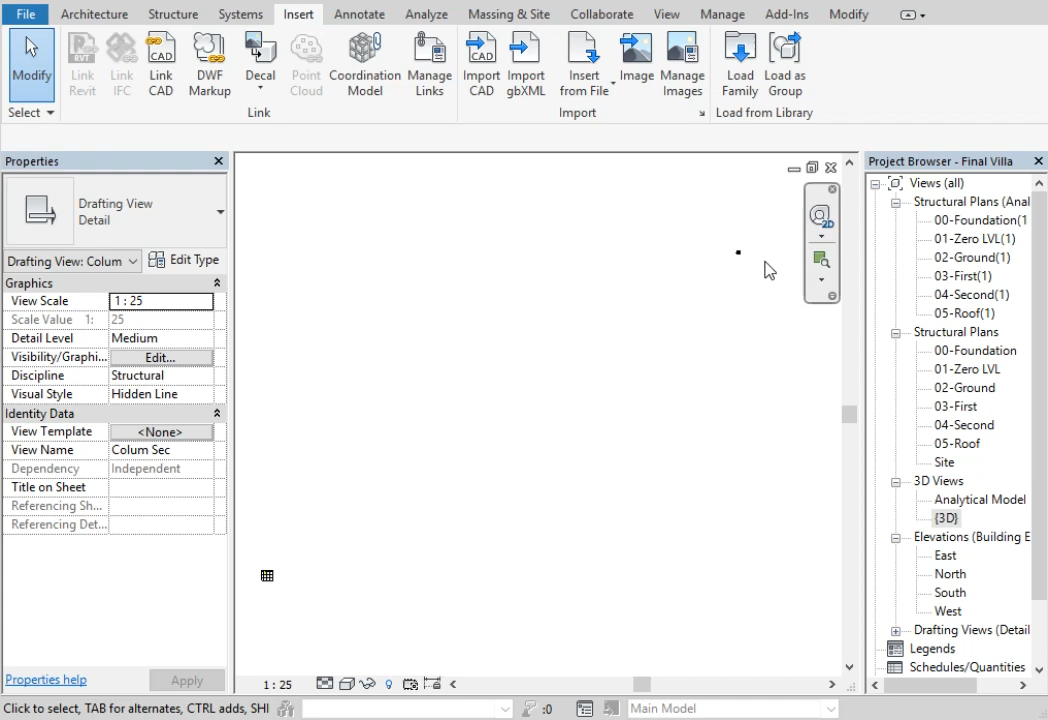 File Architecture Structure Systems Insert Annotate Analyze Massing & Site Collaborate View Manage Add-Ins Modify
Modify
Link Revit
Link IFC
Link CAD
DWF Markup
Decal
Point Cloud
Coordination Model
Manage Links
Import CAD
Import gbXML
Insert from File
Image
Manage Images
Load Family
Load as Group
Select Link Import Load from Library
Properties
Drafting View
Detail
Drafting View: Colum Edit Type
Graphics
View Scale 1 : 25
Scale Value 1: 25
Detail Level Medium
Visibility/Graphi... Edit...
Discipline Structural
Visual Style Hidden Line
Identity Data
View Template <None>
View Name Colum Sec
Dependency Independent
Title on Sheet
Referencing Sh...
Referencing Det...
Properties help Apply
2D
1 : 25
Project Browser - Final Villa
Views (all)
Structural Plans (Anal
00-Foundation(1
01-Zero LVL(1)
02-Ground(1)
03-First(1)
04-Second(1)
05-Roof(1)
Structural Plans
00-Foundation
01-Zero LVL
02-Ground
03-First
04-Second
05-Roof
Site
3D Views
Analytical Model
{3D}
Elevations (Building E
East
North
South
West
Drafting Views (Detail
Legends
Schedules/Quantities
Click to select, TAB for alternates, CTRL adds, SHI :0 Main Model